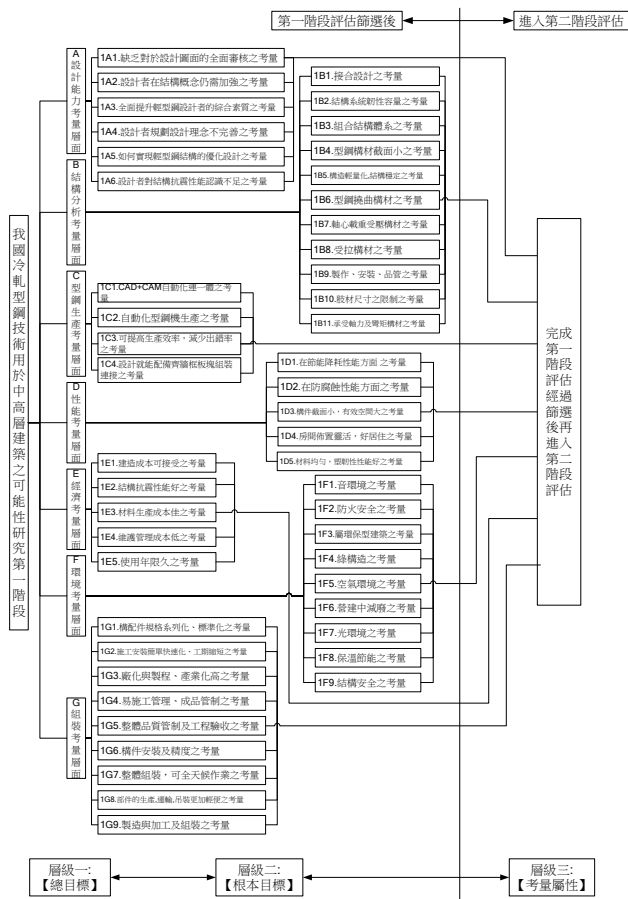 第一階段評估篩選後
進入第二階段評估
我國冷軋型鋼技術用於中高層建築之可能性研究第一階段
A設計能力考量層面
1A1.缺乏對於設計圖面的全面審核之考量
1A2.設計者在結構概念仍需加強之考量
1A3.全面提升輕型鋼設計者的綜合素質之考量
1A4.設計者規劃設計理念不完善之考量
1A5.如何實現輕型鋼結構的優化設計之考量
1A6.設計者對結構抗震性能認識不足之考量
B結構分析考量層面
1B1.接合設計之考量
1B2.結構系統韌性容量之考量
1B3.組合結構體系之考量
1B4.型鋼構材截面小之考量
1B5.構造輕量化,結構穩定之考量
1B6.型鋼撓曲構材之考量
1B7.軸心載重受壓構材之考量
1B8.受拉構材之考量
1B9.製作、安裝、品管之考量
1B10.肢材尺寸之限制之考量
1B11.承受軸力及彎矩構材之考量
C型鋼生產考量層面
1C1.CAD+CAM自動化連一體之考
量
1C2.自動化型鋼機生產之考量
1C3.可提高生產效率，減少出錯率
之考量
1C4.設計就能配備齊牆框板塊組裝
連接之考量
D性能考量層面
1D1.在節能降耗性能方面 之考量
1D2.在防腐蝕性能方面之考量
1D3.構件截面小，有效空間大之考量
1D4.房間佈置靈活，好居住之考量
1D5.材料均勻，塑韌性性能好之考量
E經濟考量層面
1E1.建造成本可接受之考量
1E2.結構抗震性能好之考量
1E3.材料生產成本佳之考量
1E4.維護管理成本低之考量
1E5.使用年限久之考量
F環境考量層面
1F1.音環境之考量
1F2.防火安全之考量
1F3.屬環保型建築之考量
1F4.綠構造之考量
1F5.空氣環境之考量
1F6.營建中減廢之考量
1F7.光環境之考量
1F8.保溫節能之考量
1F9.結構安全之考量
G組裝考量層面
1G1.構配件規格系列化、標準化之考量
1G2.施工安裝簡單快速化、工期縮短之考量
1G3.廠化與製程、產業化高之考量
1G4.易施工管理、成品管制之考量
1G5.整體品質管制及工程驗收之考量
1G6.構件安裝及精度之考量
1G7.整體組裝，可全天候作業之考量
1G8.部件的生產,運輸,吊裝更加輕便之考量
1G9.製造與加工及組裝之考量
完成第一階段評估經過篩選後再進入第二階段評估
層級一:
【總目標】
層級二:
【根本目標】
層級三:
【考量屬性】